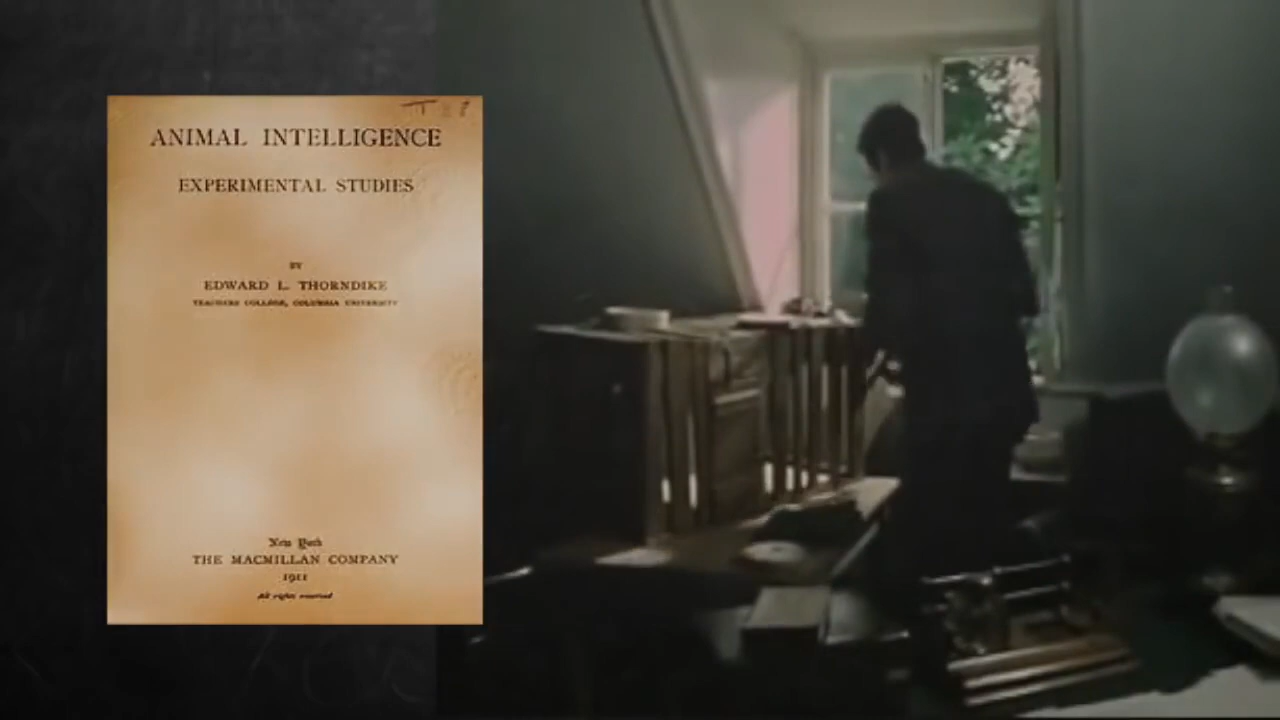 ANIMAL INTELLIGENCE
EXPERIMENTAL STUDIES
BY
EDWARD L. THORNDIKE
TEACHERS COLLEGE, COLUMBIA UNIVERSITY
New York
THE MACMILLAN COMPANY
1911
All rights reserved